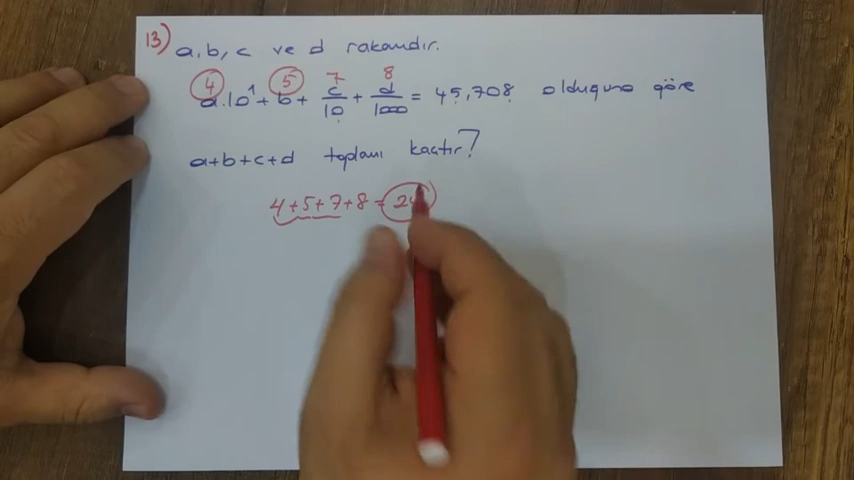 13) a, b, c ve d rakamdır.
4 5 7 8
a.10¹ + b + c/10 + d/1000 = 45,708 olduğuna göre
a+b+c+d toplamı kaçtır?
4+5+7+8 = 24